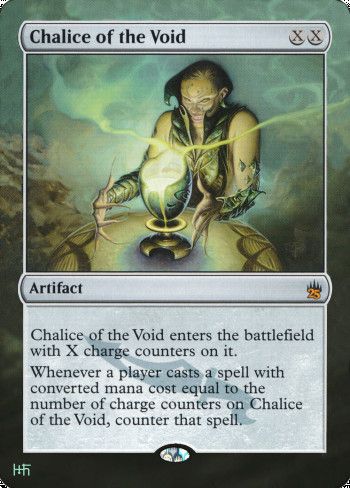 Chalice of the Void X X
Artifact 25
Chalice of the Void enters the battlefield
with X charge counters on it.
Whenever a player casts a spell with
converted mana cost equal to the
number of charge counters on Chalice
of the Void, counter that spell.